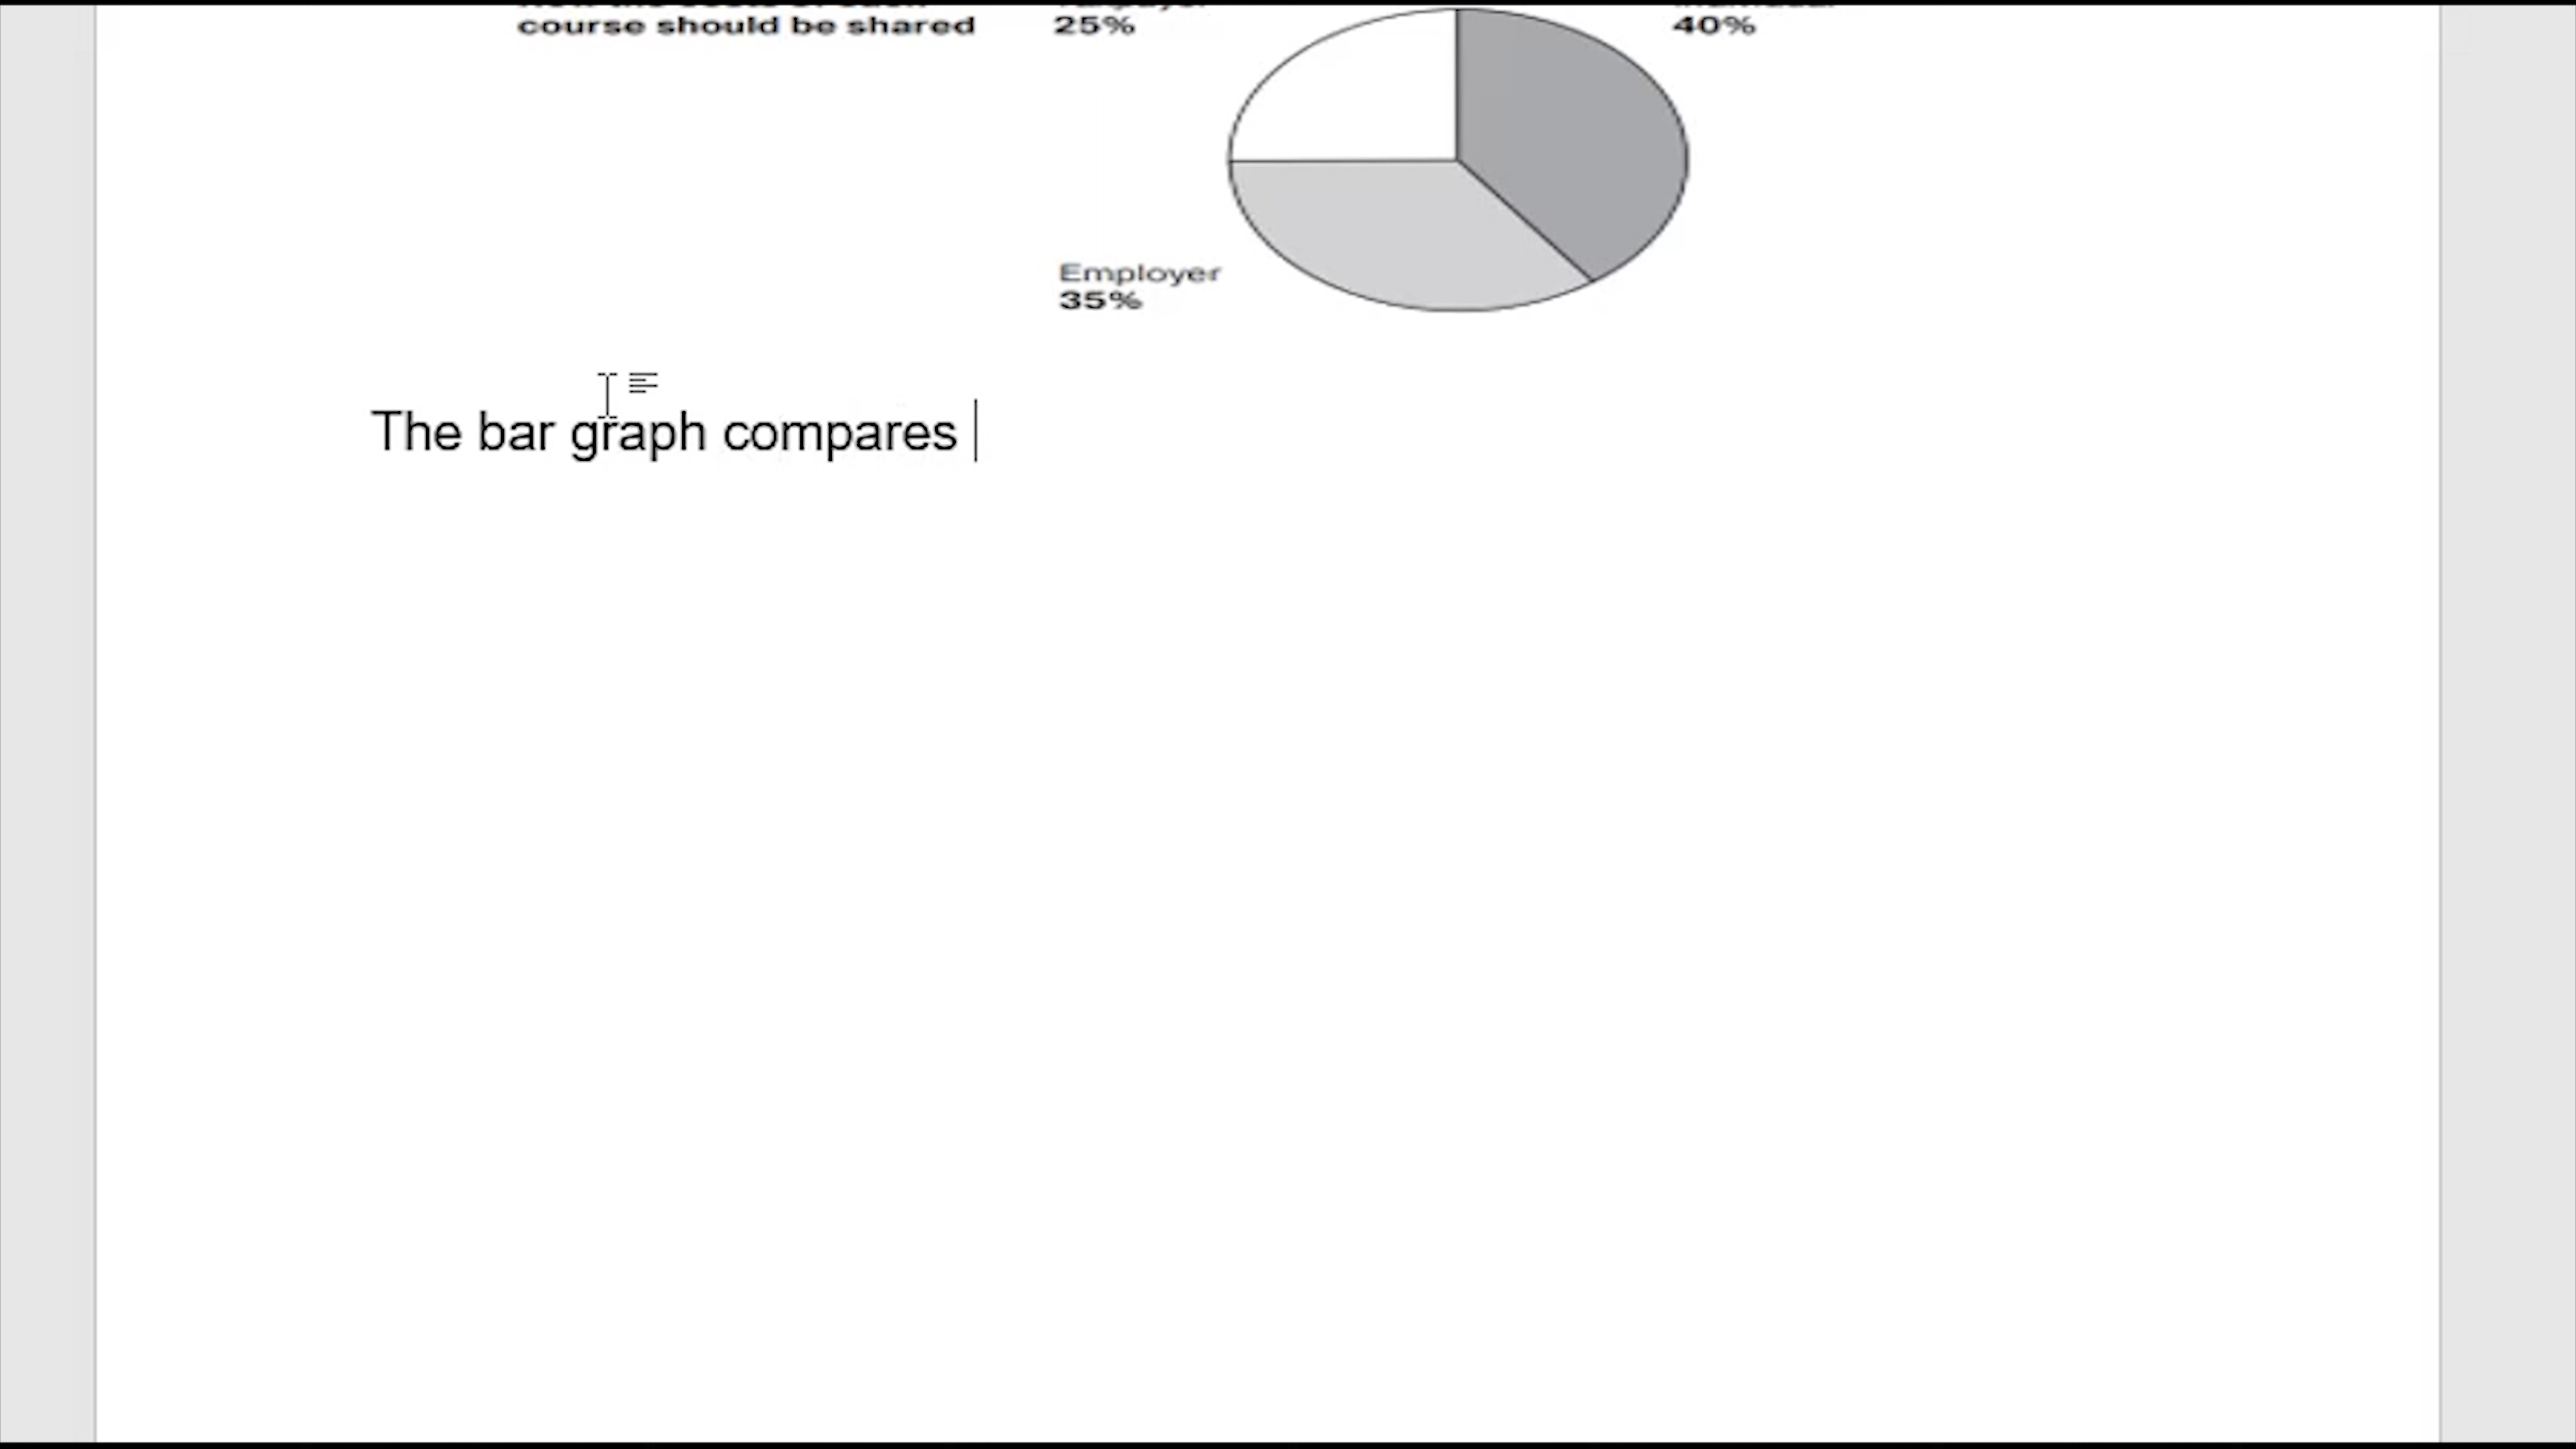 course should be shared
25%
40%
Employer
35%
The bar graph compares